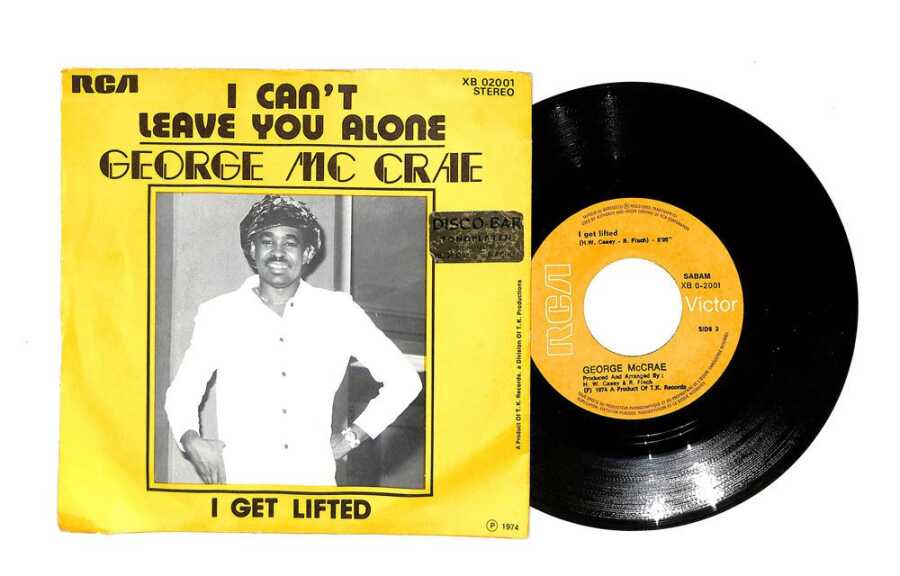 RCA
XB 02001
STEREO
I CAN'T
LEAVE YOU ALONE
GEORGE MC CRAE
DISCO-BAR
A Product Of T.K. Records, a Division Of T.K. Productions
I GET LIFTED
P 1974
I get lifted
(H.W. Casey - R. Fisch)
SABAM
XB 0-2001
RCA
Victor
SIDE
GEORGE McCRAE
Produced And Arranged By :
H. W. Casey & R. Finch
(P) 1974 A Product Of T.K. Records